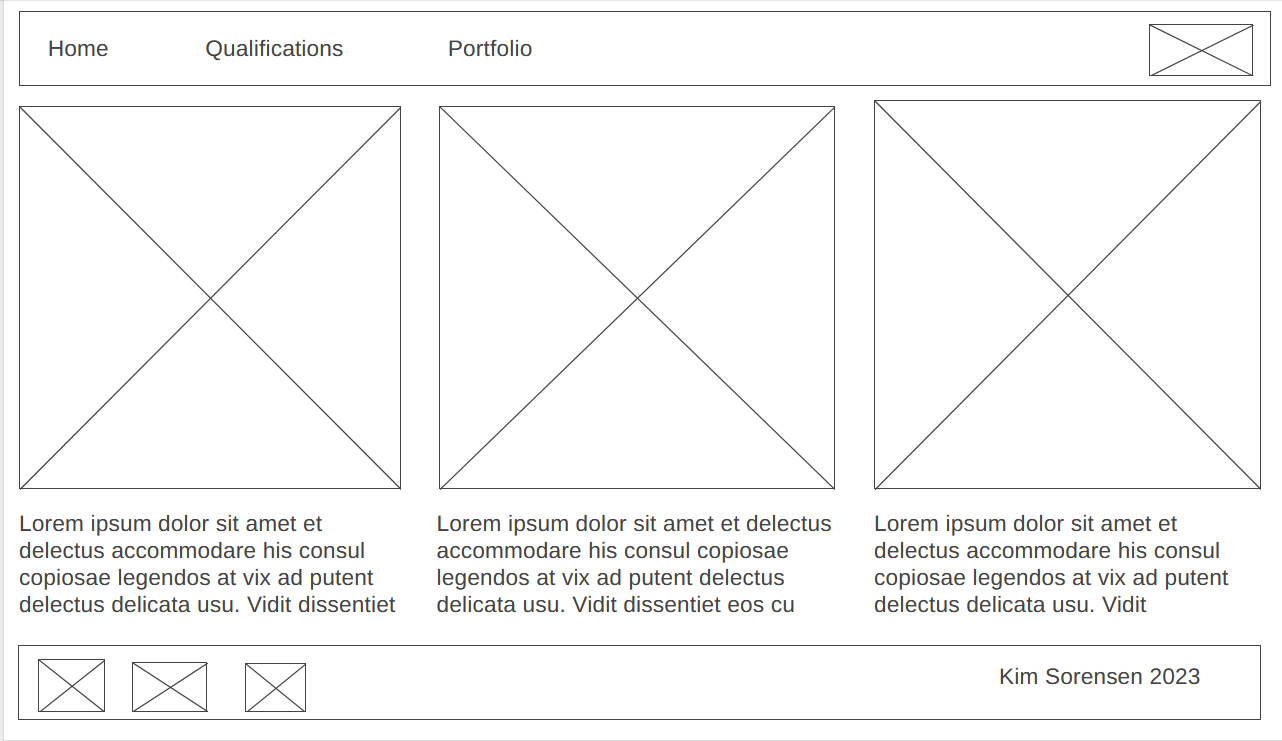 Home
Qualifications
Portfolio
Lorem ipsum dolor sit amet et
delectus accommodare his consul
copiosae legendos at vix ad putent
delectus delicata usu. Vidit dissentiet
Lorem ipsum dolor sit amet et delectus
accommodare his consul copiosae
legendos at vix ad putent delectus
delicata usu. Vidit dissentiet eos cu
Lorem ipsum dolor sit amet et
delectus accommodare his consul
copiosae legendos at vix ad putent
delectus delicata usu. Vidit
Kim Sorensen 2023